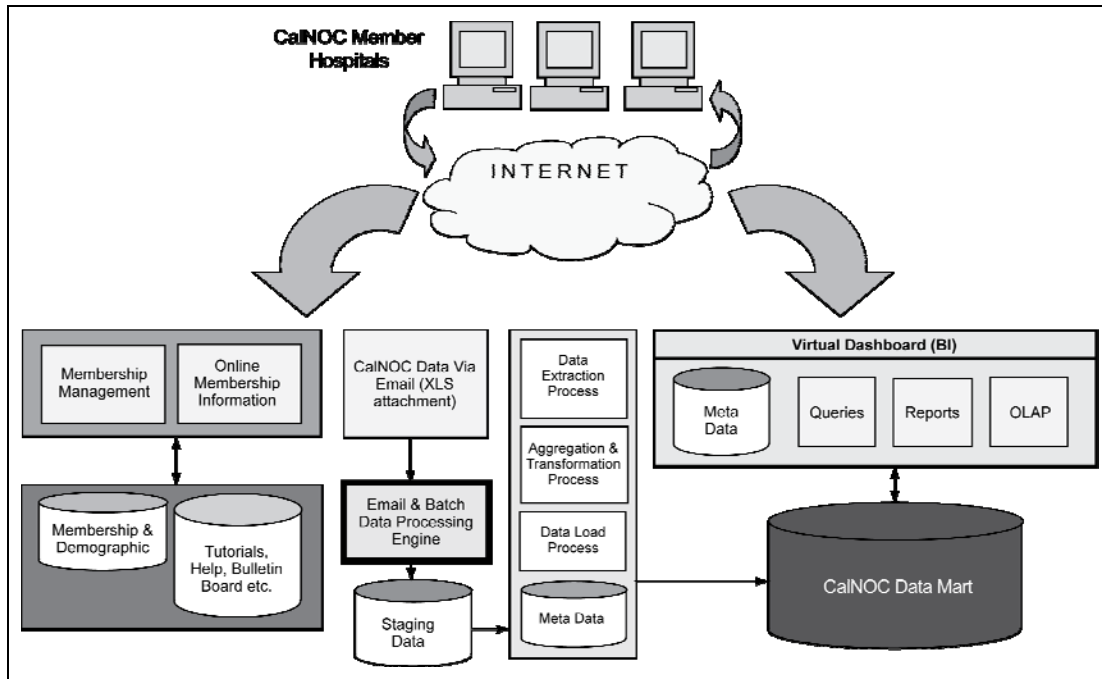 CalNOC Member
Hospitals
INTERNET
Membership
Management
Online
Membership
Information
Membership &
Demographic
Tutorials,
Help, Bulletin
Board etc.
CalNOC Data Via
Email (XLS
attachment)
Email & Batch
Data Processing
Engine
Staging
Data
Data
Extraction
Process
Aggregation &
Transformation
Process
Data Load
Process
Meta Data
Virtual Dashboard (BI)
Meta
Data
Queries
Reports
OLAP
CalNOC Data Mart